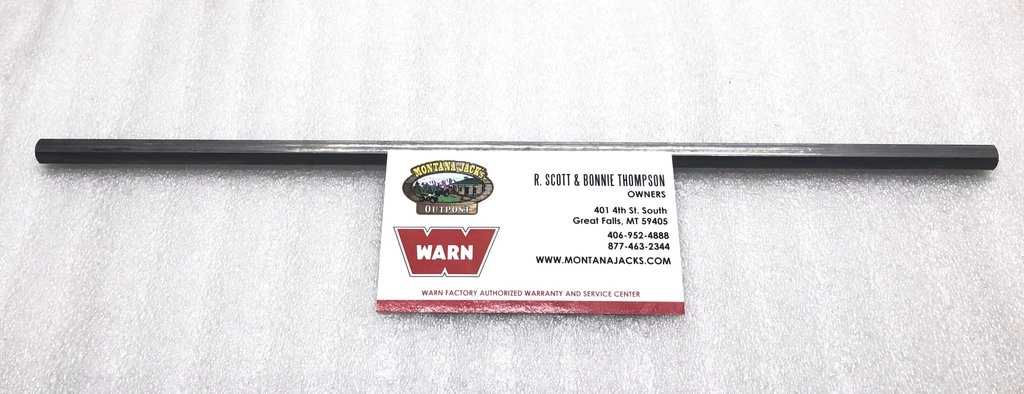 MONTANA JACK'S
OUTPOST
WARN
R. SCOTT & BONNIE THOMPSON
OWNERS
401 4th St. South
Great Falls, MT 59405
406-952-4888
877-463-2344
WWW.MONTANAJACKS.COM
WARN FACTORY AUTHORIZED WARRANTY AND SERVICE CENTER